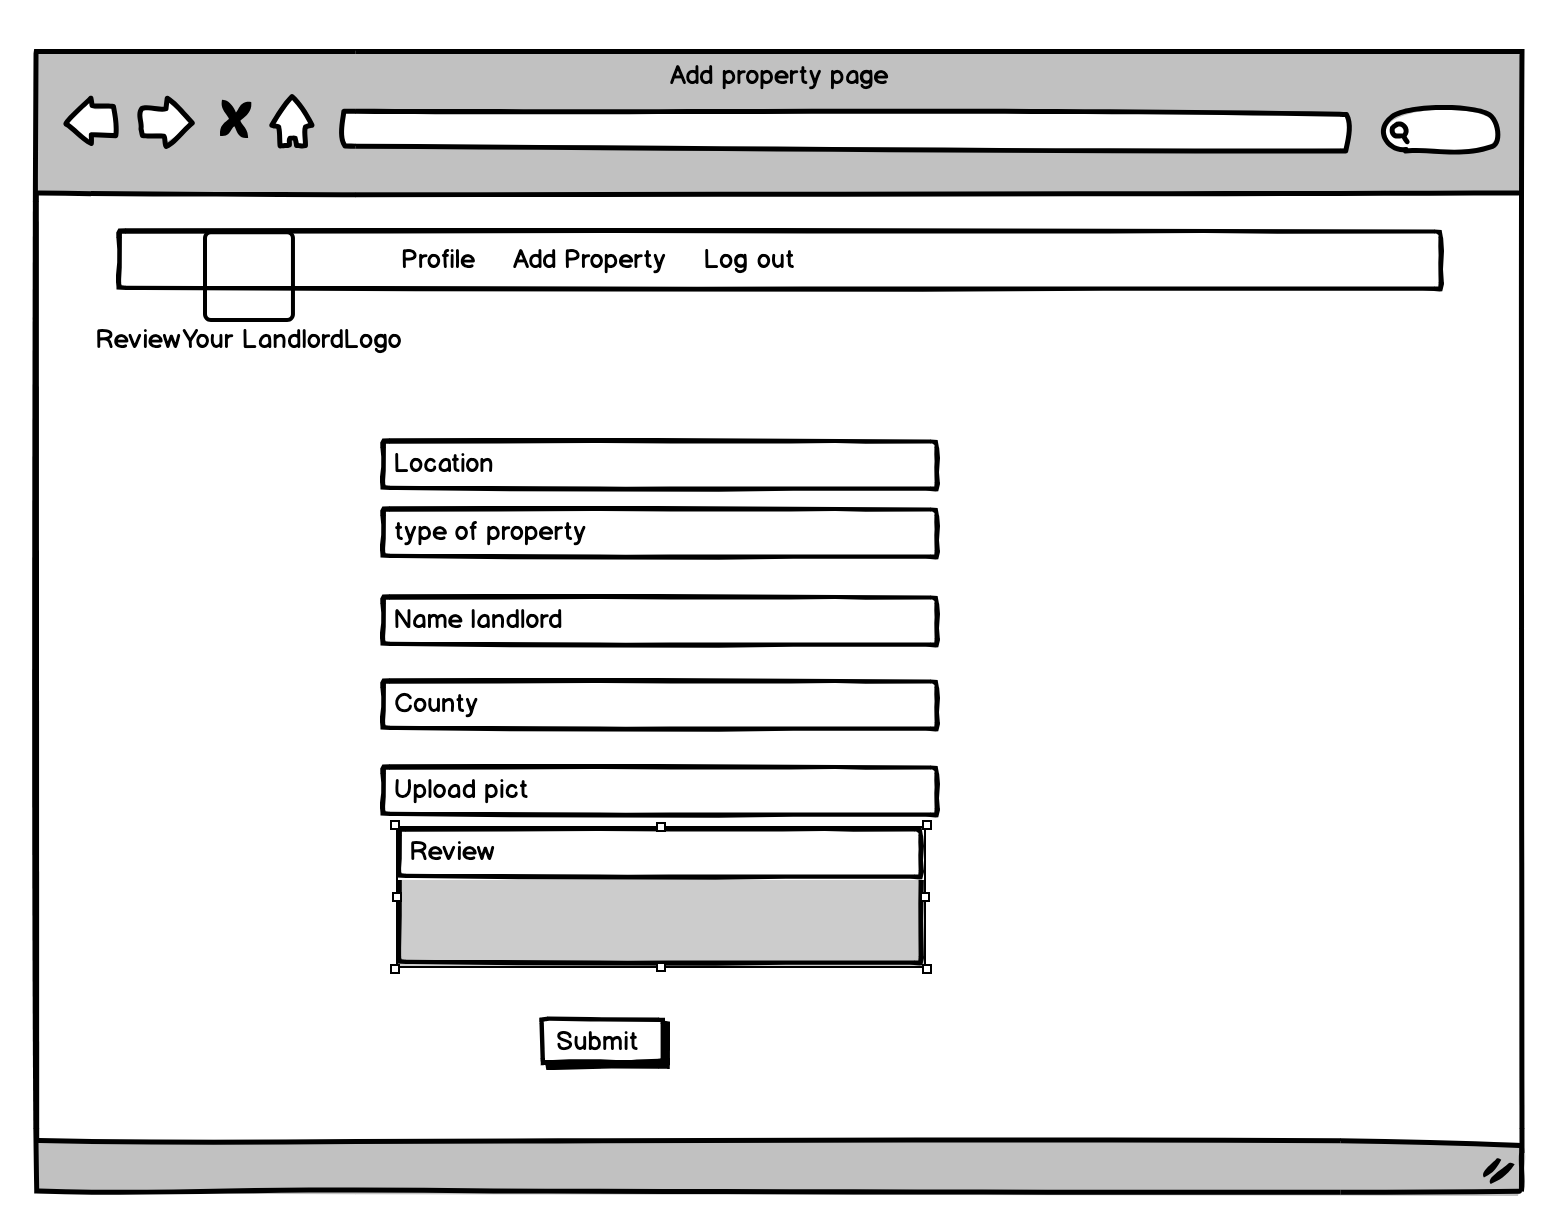 Add property page
Profile Add Property Log out
ReviewYour LandlordLogo
Location
type of property
Name landlord
County
Upload pict
Review
Submit